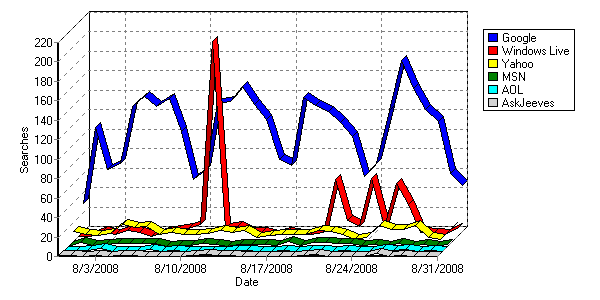 220
200
180
160
140
120
100
80
60
40
20
0
Searches
8/3/2008
8/10/2008
8/17/2008
8/24/2008
8/31/2008
Date
Google
Windows Live
Yahoo
MSN
AOL
AskJeeves